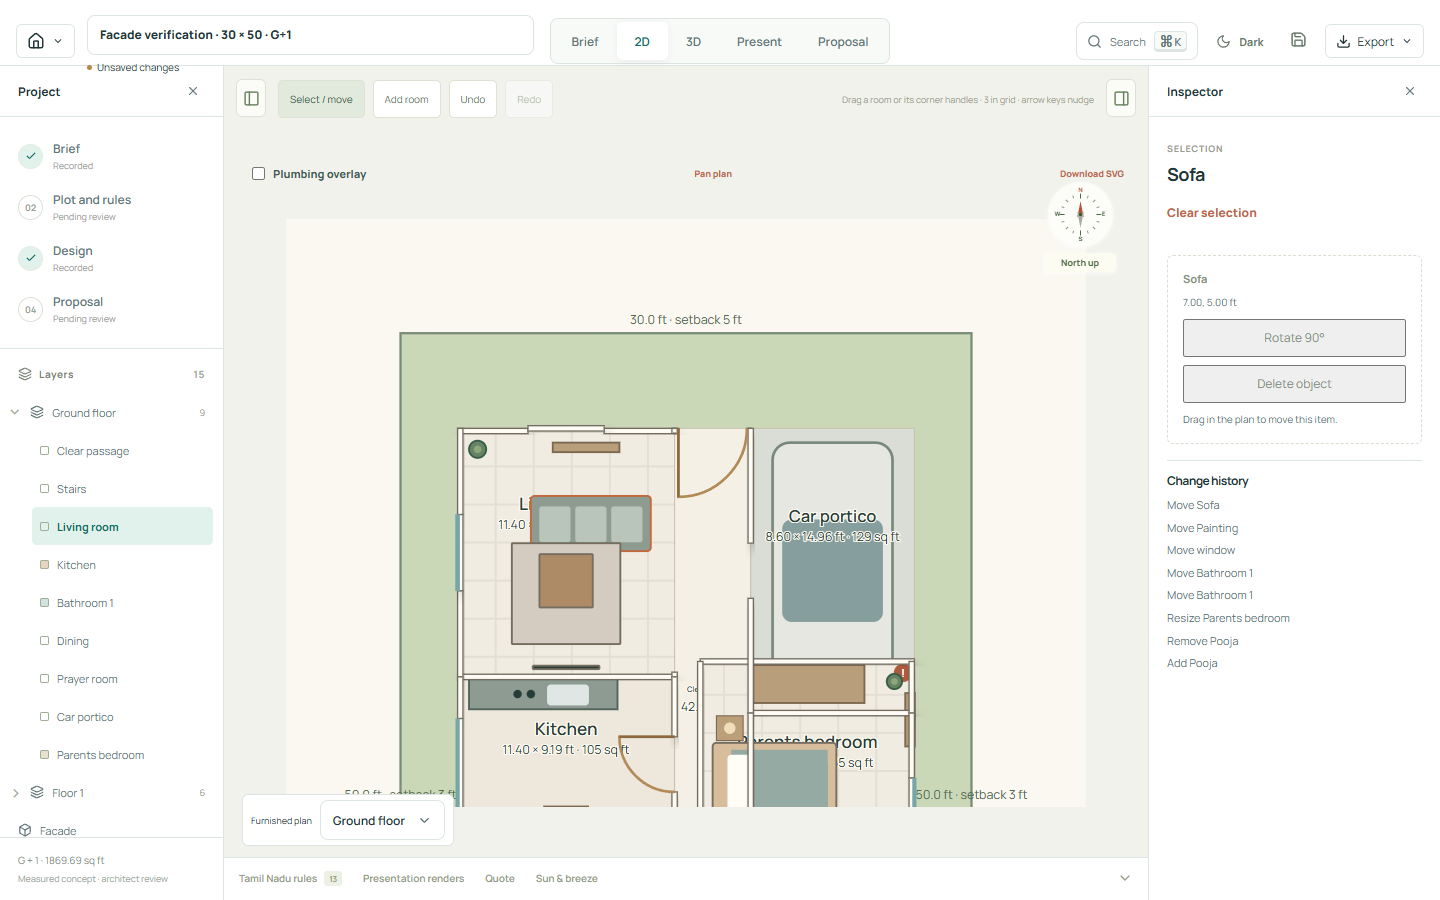 Facade verification · 30 × 50 · G+1
Unsaved changes
Brief
2D
3D
Present
Proposal
Search
⌘K
Dark
Export
Project
Brief
Recorded
02
Plot and rules
Pending review
Design
Recorded
04
Proposal
Pending review
Layers
15
Ground floor
9
Clear passage
Stairs
Living room
Kitchen
Bathroom 1
Dining
Prayer room
Car portico
Parents bedroom
Floor 1
6
Facade
G + 1 · 1869.69 sq ft
Measured concept · architect review
Select / move
Add room
Undo
Redo
Drag a room or its corner handles · 3 in grid · arrow keys nudge
Plumbing overlay
Pan plan
Download SVG
N
W
E
S
North up
30.0 ft · setback 5 ft
11.40
Car portico
8.60 × 14.96 ft · 129 sq ft
Kitchen
11.40 × 9.19 ft · 105 sq ft
42.
Parents bedroom
5 sq ft
50.0 ft · setback 3 ft
50.0 ft · setback 3 ft
Furnished plan
Ground floor
Tamil Nadu rules
13
Presentation renders
Quote
Sun & breeze
Inspector
SELECTION
Sofa
Clear selection
Sofa
7.00, 5.00 ft
Rotate 90°
Delete object
Drag in the plan to move this item.
Change history
Move Sofa
Move Painting
Move window
Move Bathroom 1
Move Bathroom 1
Resize Parents bedroom
Remove Pooja
Add Pooja